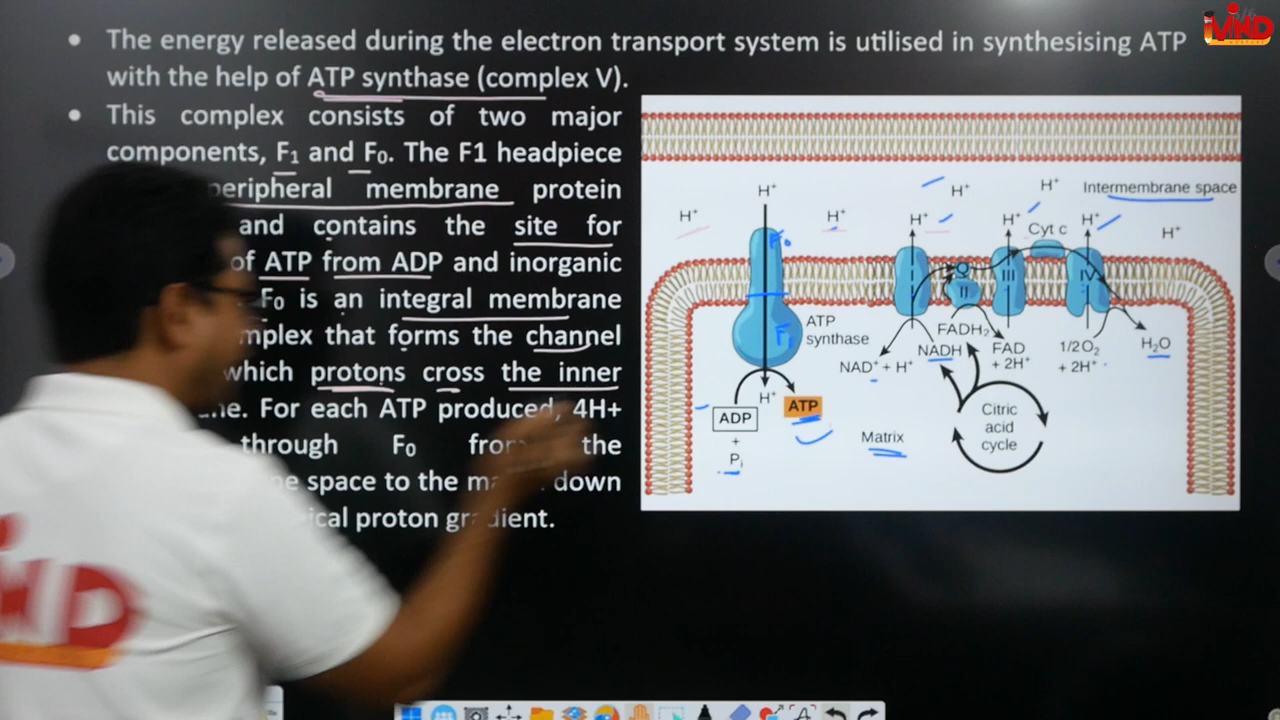 • The energy released during the electron transport system is utilised in synthesising ATP
with the help of ATP synthase (complex V).
• This complex consists of two major
components, F₁ and F₀. The F1 headpiece
peripheral membrane protein
and contains the site for
of ATP from ADP and inorganic
F₀ is an integral membrane
that forms the channel
which protons cross the inner
For each ATP produced, 4H+
through F₀ the
space to the down
proton gradient.
Intermembrane space
H⁺
H⁺
H⁺
H⁺
H⁺
H⁺
H⁺
H⁺
H⁺
Cyt c
F₀
I
Q
II
III
IV
F₁
ATP
synthase
FADH₂
NAD⁺ + H⁺
NADH
FAD
+ 2H⁺
1/2O₂
+ 2H⁺
H₂O
H⁺
ADP
+
Pᵢ
ATP
Matrix
Citric
acid
cycle